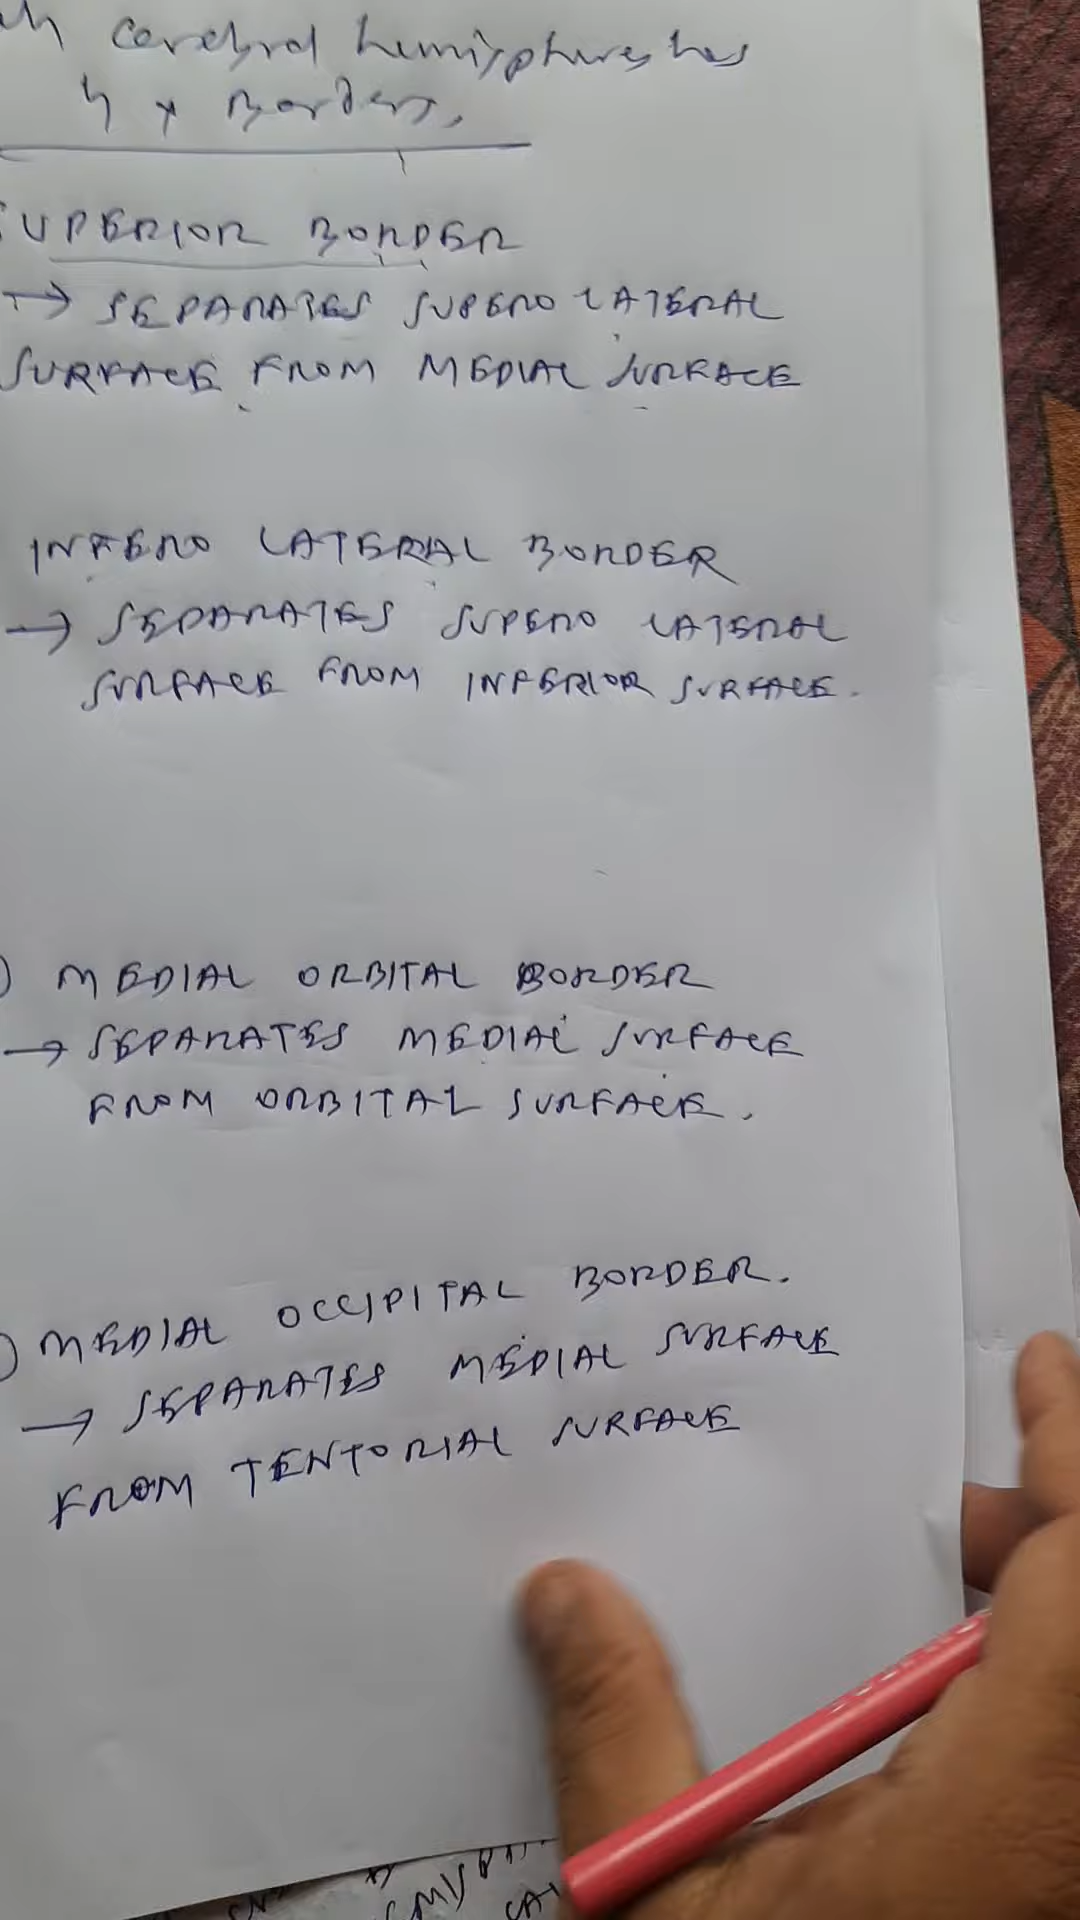 cerebral hemispheres has
4 x Borders.
SUPERIOR BORDER
→ SEPARATES SUPERO LATERAL
SURFACE FROM MEDIAL SURFACE
INFERO LATERAL BORDER
→ SEPARATES SUPERO LATERAL
SURFACE FROM INFERIOR SURFACE.
) MEDIAL ORBITAL BORDER
→ SEPARATES MEDIAL SURFACE
FROM ORBITAL SURFACE.
) MEDIAL OCCIPITAL BORDER.
→ SEPARATES MEDIAL SURFACE
FROM TENTORIAL SURFACE